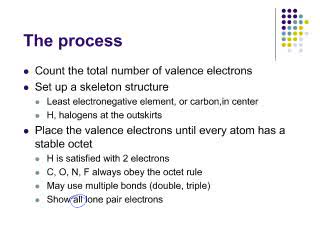 The process
Count the total number of valence electrons
Set up a skeleton structure
Least electronegative element, or carbon,in center
H, halogens at the outskirts
Place the valence electrons until every atom has a
stable octet
H is satisfied with 2 electrons
C, O, N, F always obey the octet rule
May use multiple bonds (double, triple)
Show all lone pair electrons